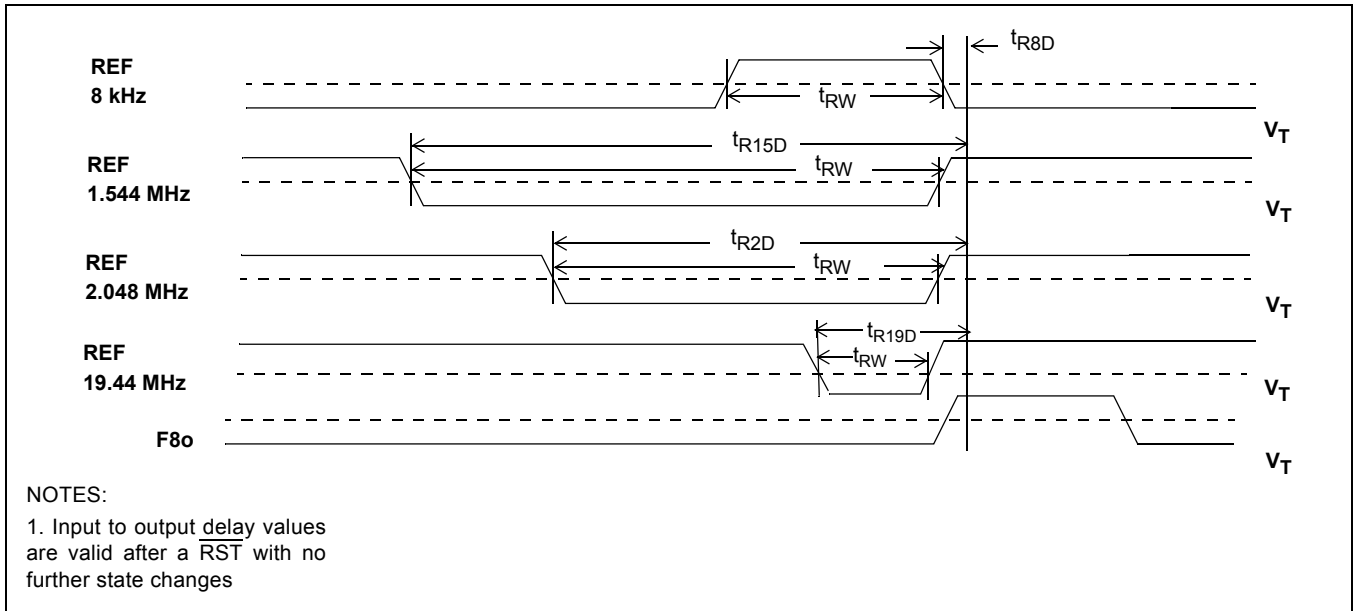 tR8D
REF
8 kHz
tRW
VT
tR15D
REF
1.544 MHz
tRW
VT
tR2D
REF
2.048 MHz
tRW
VT
tR19D
REF
19.44 MHz
tRW
VT
F8o
VT
NOTES:
1. Input to output delay values
are valid after a RST with no
further state changes